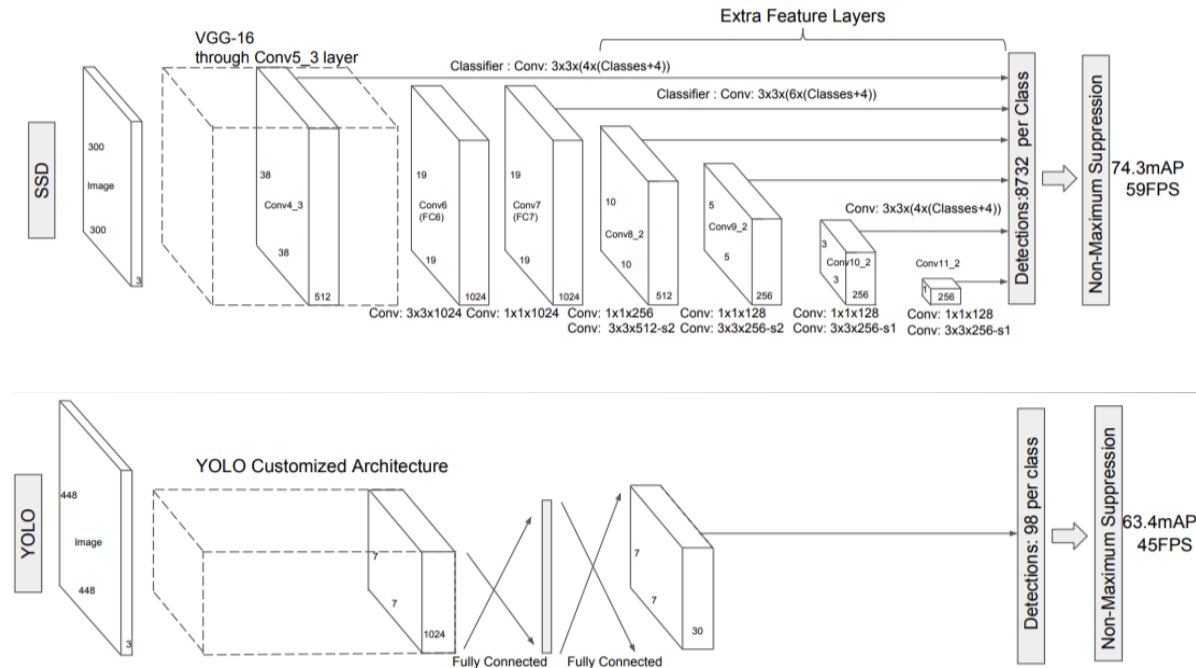 Extra Feature Layers
VGG-16
through Conv5_3 layer
Classifier : Conv: 3x3x(4x(Classes+4))
Classifier : Conv: 3x3x(6x(Classes+4))
SSD
300
Image
300
3
38
Conv4_3
38
512
19
Conv6
(FC6)
19
1024
19
Conv7
(FC7)
19
1024
10
Conv8_2
10
512
5
Conv9_2
5
256
Conv: 3x3x(4x(Classes+4))
3
Conv10_2
3
256
Conv11_2
1
256
Detections:8732 per Class
Non-Maximum Suppression
74.3mAP
59FPS
Conv: 3x3x1024
Conv: 1x1x1024
Conv: 1x1x256
Conv: 3x3x512-s2
Conv: 1x1x128
Conv: 3x3x256-s2
Conv: 1x1x128
Conv: 3x3x256-s1
Conv: 1x1x128
Conv: 3x3x256-s1
YOLO
448
Image
448
3
YOLO Customized Architecture
7
7
1024
Fully Connected
Fully Connected
7
7
30
Detections: 98 per class
Non-Maximum Suppression
63.4mAP
45FPS